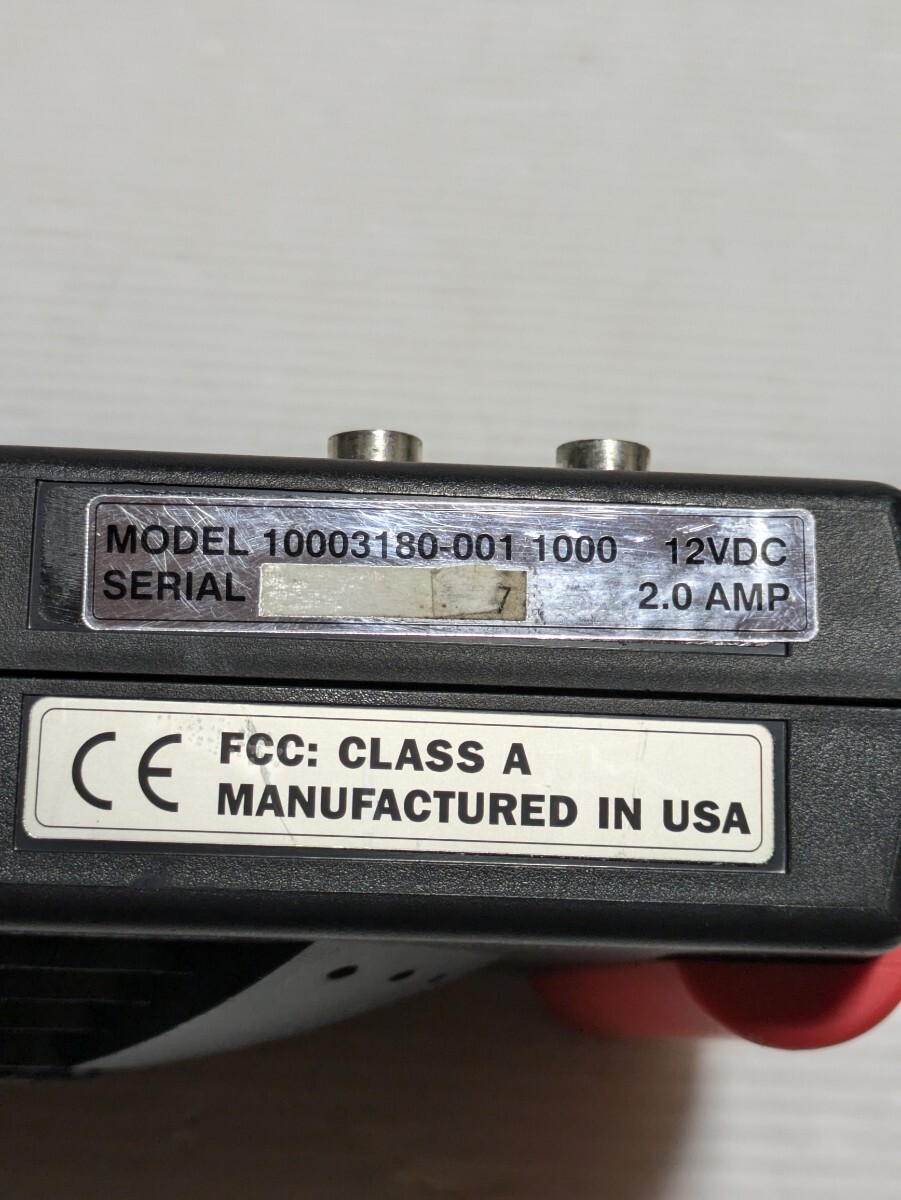 MODEL 10003180-001 1000 12VDC
SERIAL 7 2.0 AMP
CE FCC: CLASS A
MANUFACTURED IN USA